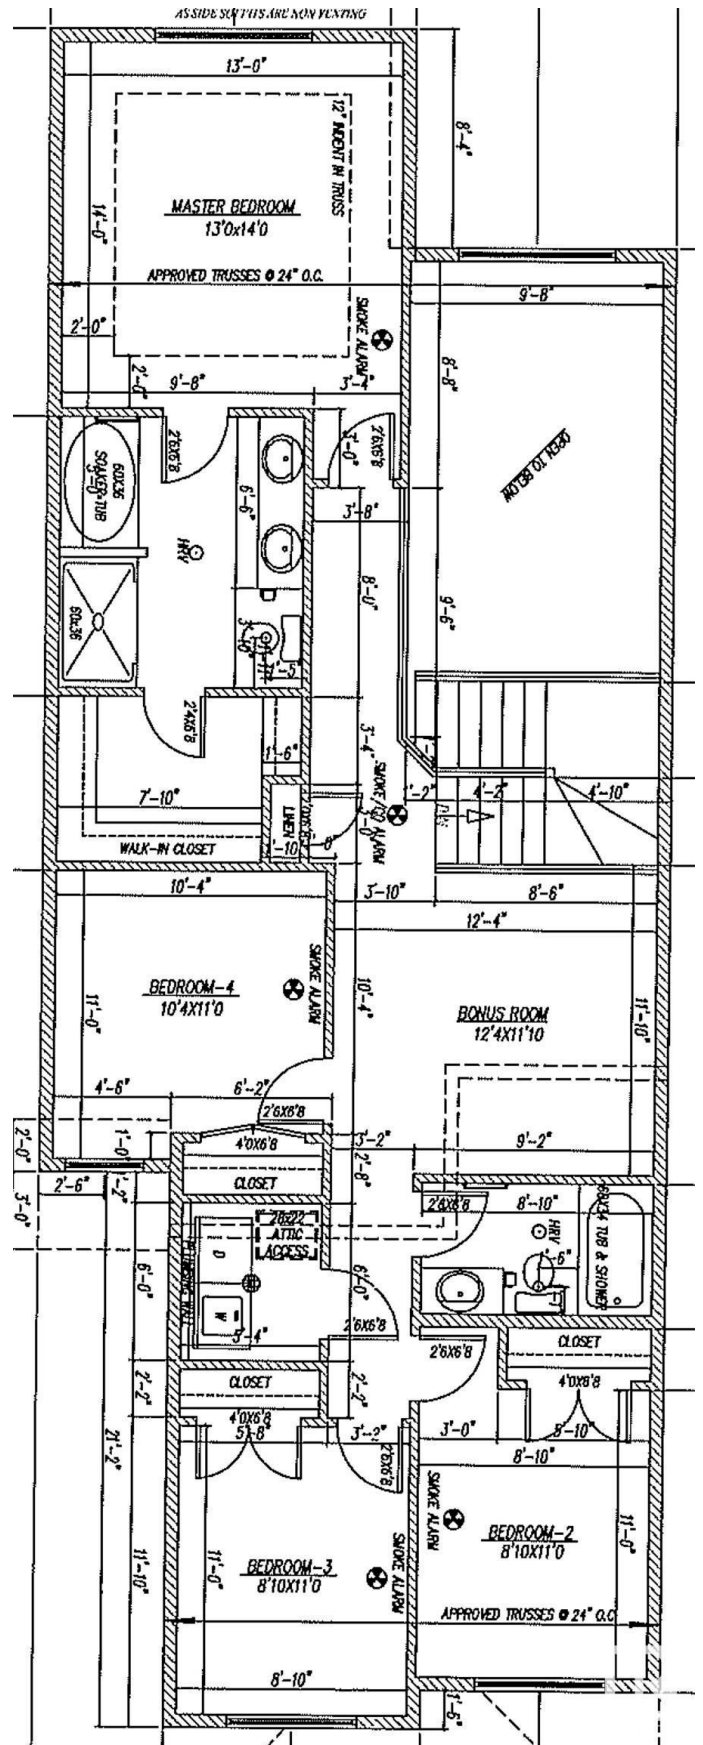 AS SIDE SOFFITS ARE NON VENTING
13'-0"
8'-4"
12" INDENT IN TRUSS
MASTER BEDROOM
13'0x14'0
14'-0"
APPROVED TRUSSES @ 24" O.C.
9'-8"
2'-0"
SMOKE ALARM
8'-8"
2'-0"
9'-8"
3'-4"
2'6X6'8
3'-0"
2'6X6'8
OPEN TO BELOW
60X36
SOAKER TUB
6'-6"
3'-8"
HRV
8'-0"
9'-6"
60x36
3'-10"
2'4X6'8
1'-6"
3'-4"
7'-10"
SMOKE/CO ALARM
4'-2"
4'-10"
LINEN
DN
WALK-IN CLOSET
10'-4"
3'-10"
8'-6"
12'-4"
SMOKE ALARM
BEDROOM-4
10'4X11'0
11'-0"
10'-4"
BONUS ROOM
12'4X11'10
11'-10"
4'-6"
6'-2"
2'6X6'8
2'-0"
1'-0"
4'0X6'8
3'-2"
9'-2"
2'-6"
1'-2"
CLOSET
2'-8"
3'-0"
2'6X6'8
8'-10"
28x22
ATTIC
ACCESS
HRV
TUB & SHOWER
D
6'-0"
6'-0"
W
5'-4"
2'6X6'8
2'6X6'8
CLOSET
CLOSET
4'0X6'8
2'-2"
2'-2"
4'0X6'8
5'-8"
3'-2"
3'-0"
5'-10"
2'6X6'8
8'-10"
21'-2"
SMOKE ALARM
BEDROOM-2
8'10X11'0
11'-0"
SMOKE ALARM
BEDROOM-3
8'10X11'0
11'-10"
11'-0"
APPROVED TRUSSES @ 24" O.C
8'-10"